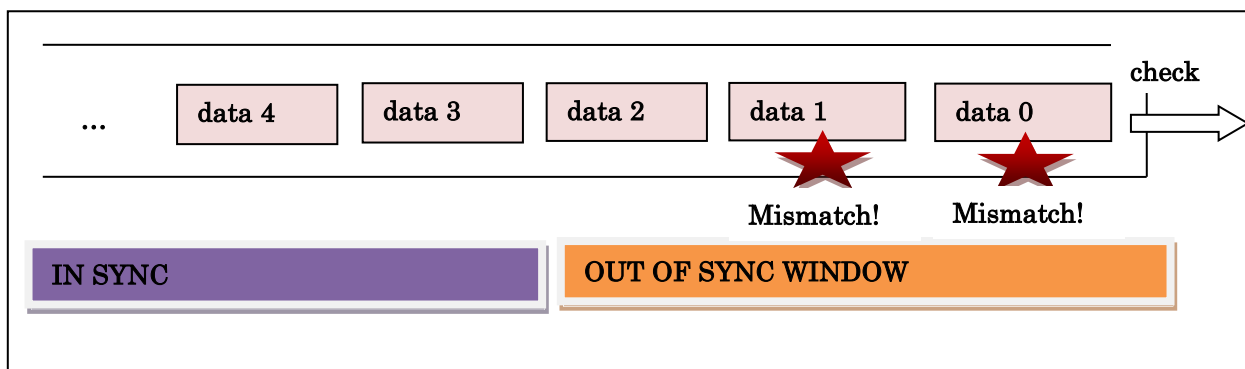 check
... data 4 data 3 data 2 data 1 data 0
Mismatch! Mismatch!
IN SYNC OUT OF SYNC WINDOW